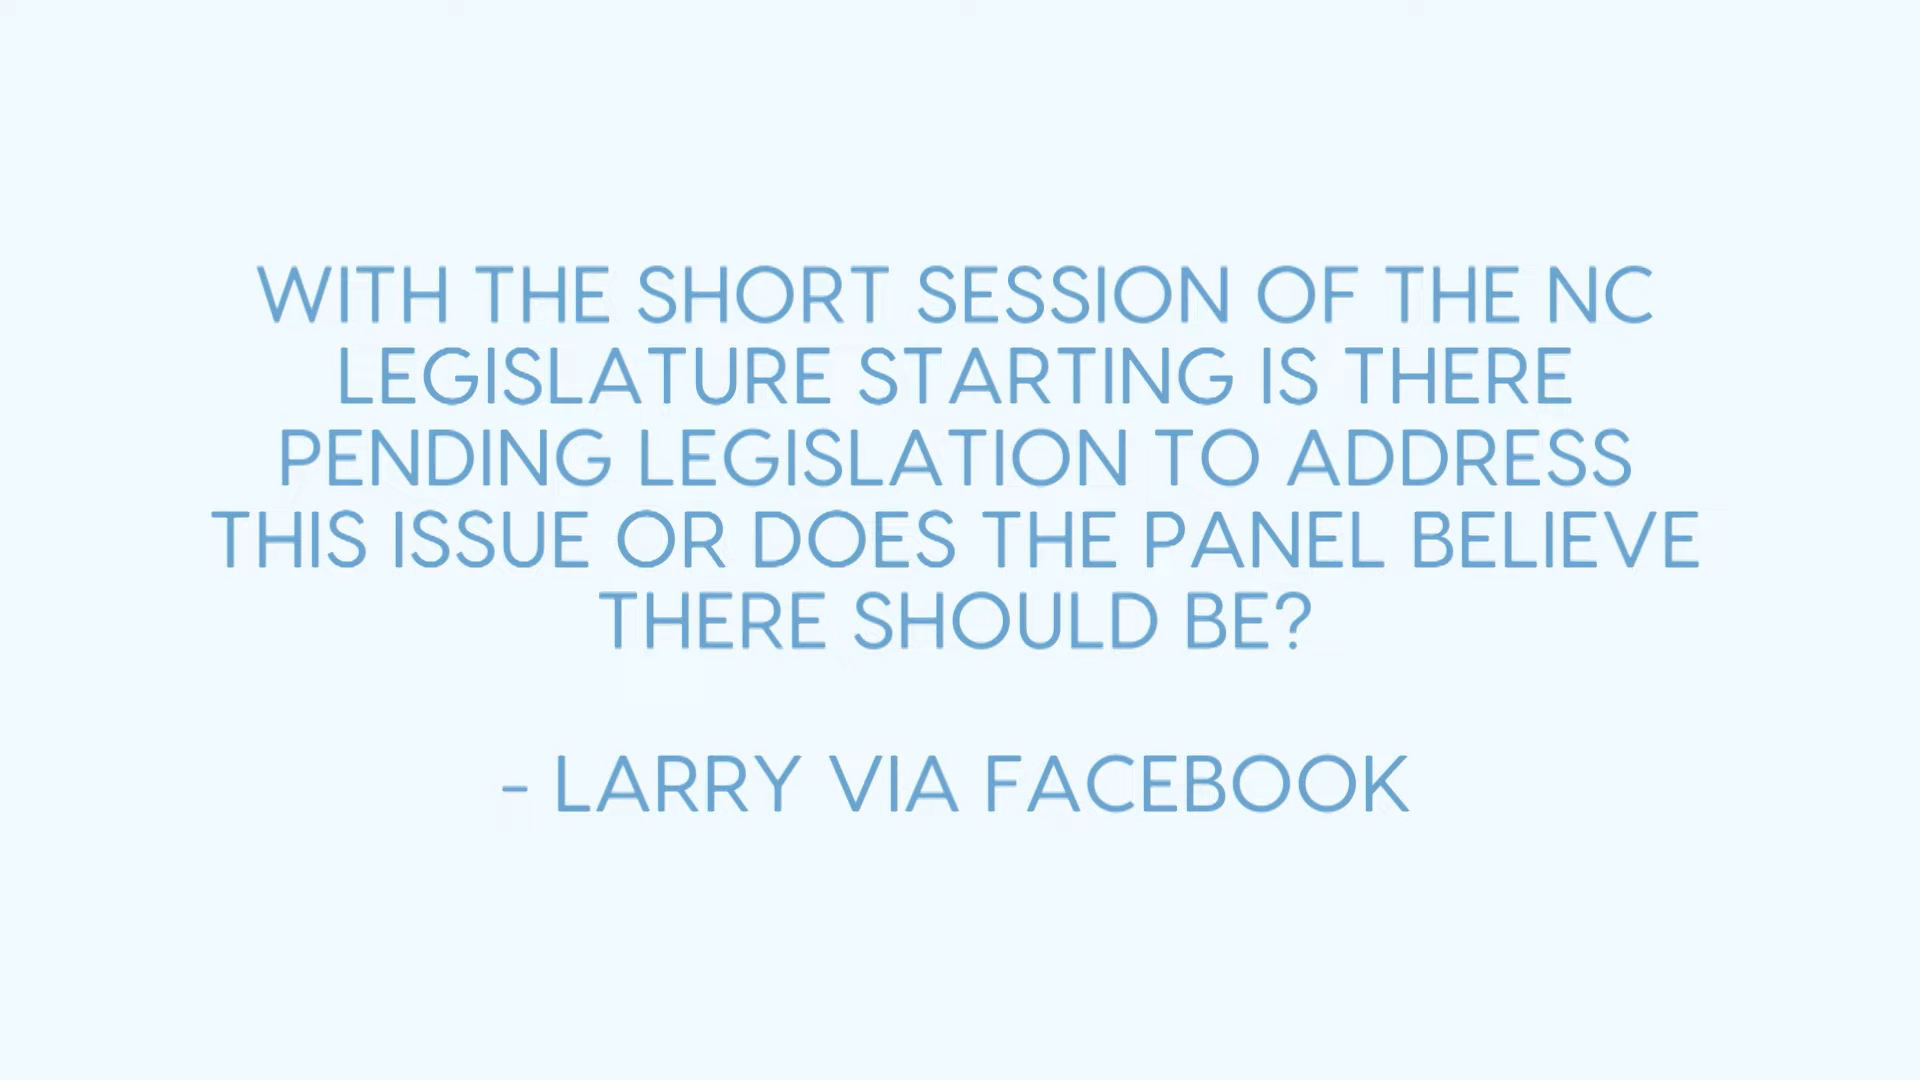 WITH THE SHORT SESSION OF THE NC
LEGISLATURE STARTING IS THERE
PENDING LEGISLATION TO ADDRESS
THIS ISSUE OR DOES THE PANEL BELIEVE
THERE SHOULD BE?
- LARRY VIA FACEBOOK